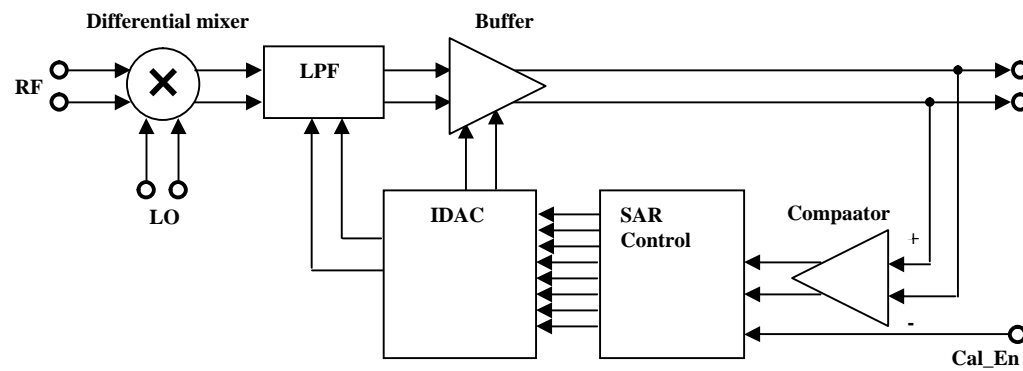 Differential mixer
Buffer
RF
LPF
LO
IDAC
SAR
Control
Compaator
+
-
Cal_En